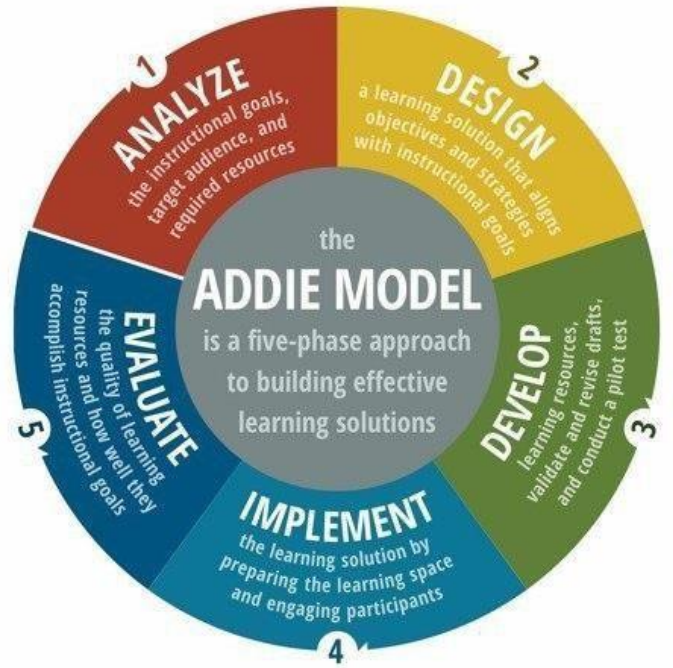 the
ADDIE MODEL
is a five-phase approach
to building effective
learning solutions
1
ANALYZE
the instructional goals,
target audience, and
required resources
2
DESIGN
a learning solution that aligns
objectives and strategies
with instructional goals
3
DEVELOP
learning resources,
validate and revise drafts,
and conduct a pilot test
4
IMPLEMENT
the learning solution by
preparing the learning space
and engaging participants
5
EVALUATE
the quality of learning
resources and how well they
accomplish instructional goals